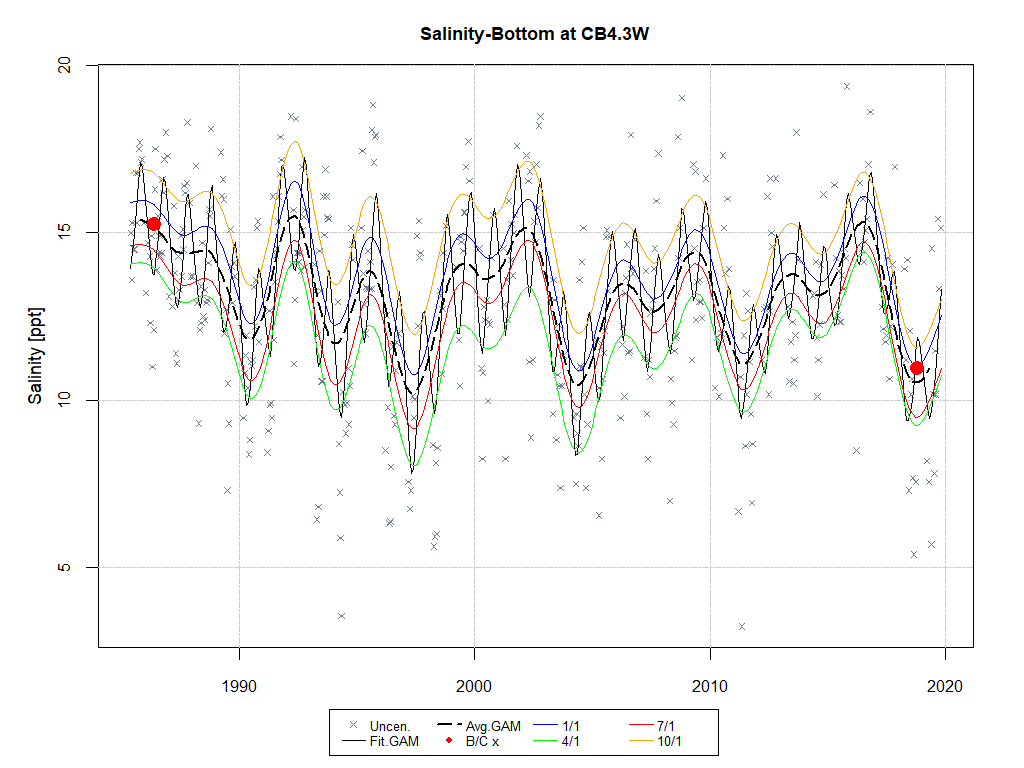 Salinity-Bottom at CB4.3W
Salinity [ppt]
20
15
10
5
1990 2000 2010 2020
Uncen. Avg.GAM 1/1 7/1
Fit.GAM B/C x 4/1 10/1